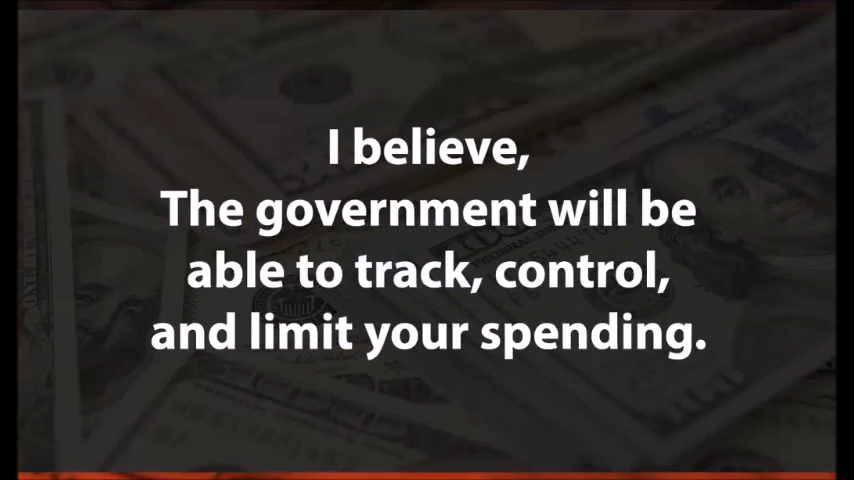 I believe,
The government will be
able to track, control,
and limit your spending.